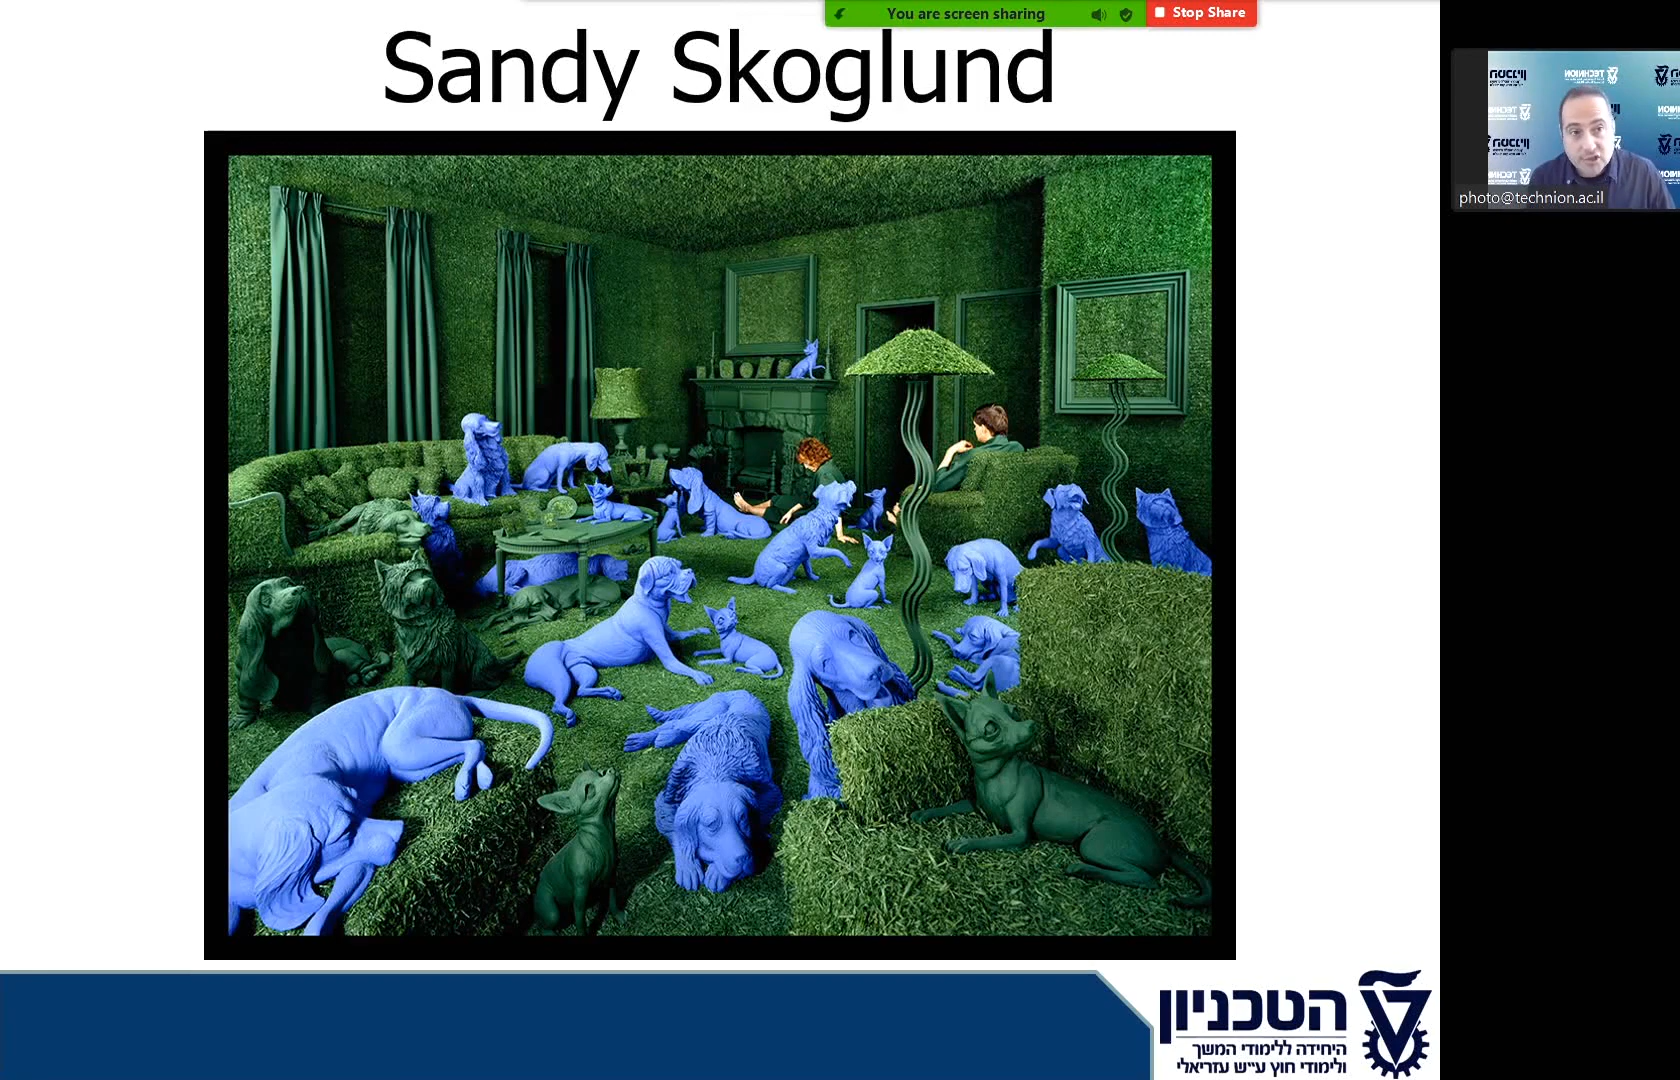 You are screen sharing
Stop Share
Sandy Skoglund
photo@technion.ac.il
הטכניון
היחידה ללימודי המשך
ולימודי חוץ ע״ש עזריאלי